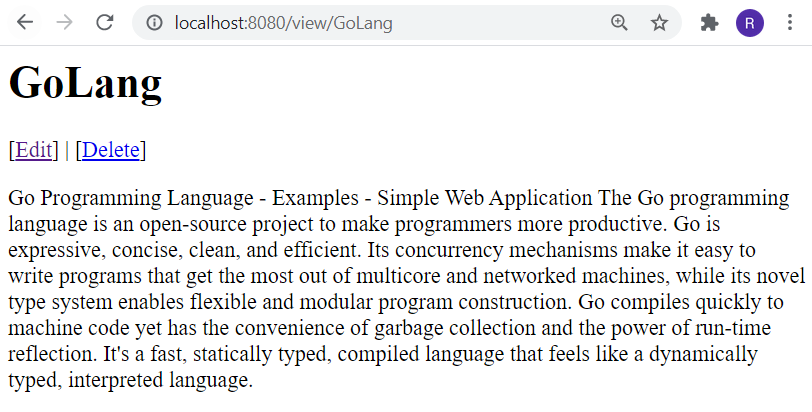 localhost:8080/view/GoLang
R
GoLang
[Edit] | [Delete]
Go Programming Language - Examples - Simple Web Application The Go programming
language is an open-source project to make programmers more productive. Go is
expressive, concise, clean, and efficient. Its concurrency mechanisms make it easy to
write programs that get the most out of multicore and networked machines, while its novel
type system enables flexible and modular program construction. Go compiles quickly to
machine code yet has the convenience of garbage collection and the power of run-time
reflection. It's a fast, statically typed, compiled language that feels like a dynamically
typed, interpreted language.